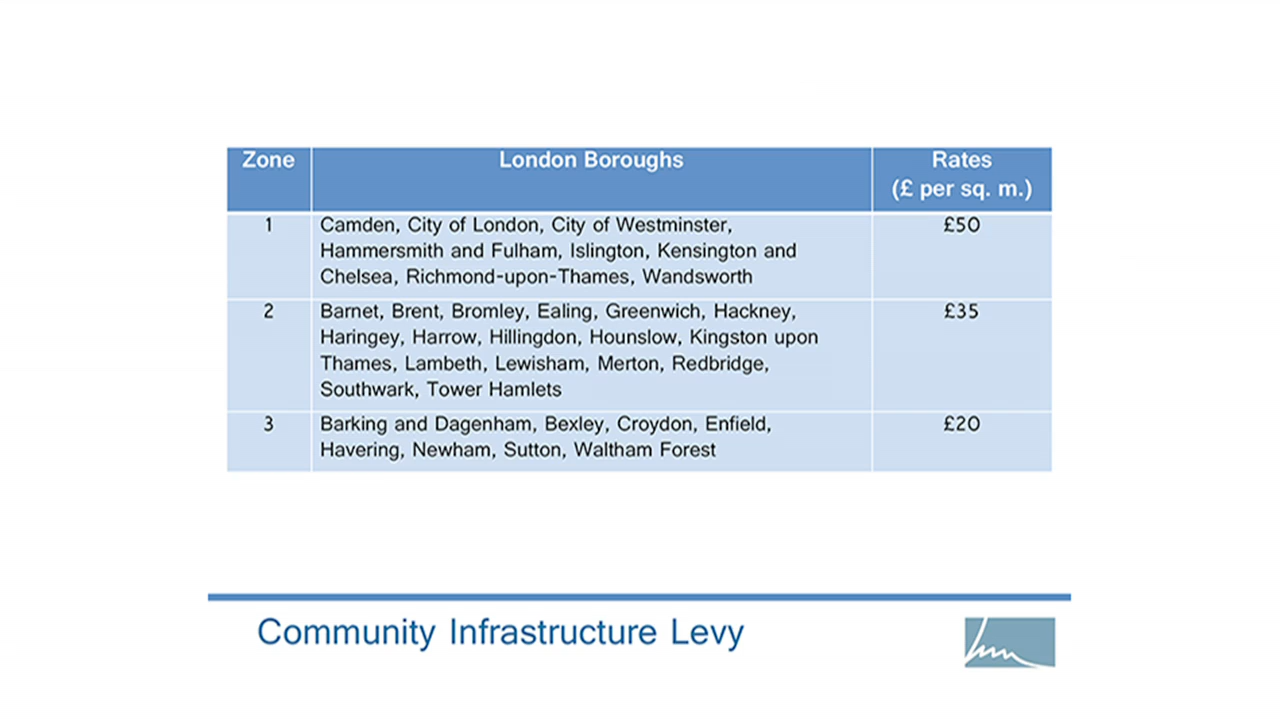 Zone London Boroughs Rates
(£ per sq. m.)
1 Camden, City of London, City of Westminster, £50
Hammersmith and Fulham, Islington, Kensington and
Chelsea, Richmond-upon-Thames, Wandsworth
2 Barnet, Brent, Bromley, Ealing, Greenwich, Hackney, £35
Haringey, Harrow, Hillingdon, Hounslow, Kingston upon
Thames, Lambeth, Lewisham, Merton, Redbridge,
Southwark, Tower Hamlets
3 Barking and Dagenham, Bexley, Croydon, Enfield, £20
Havering, Newham, Sutton, Waltham Forest
Community Infrastructure Levy